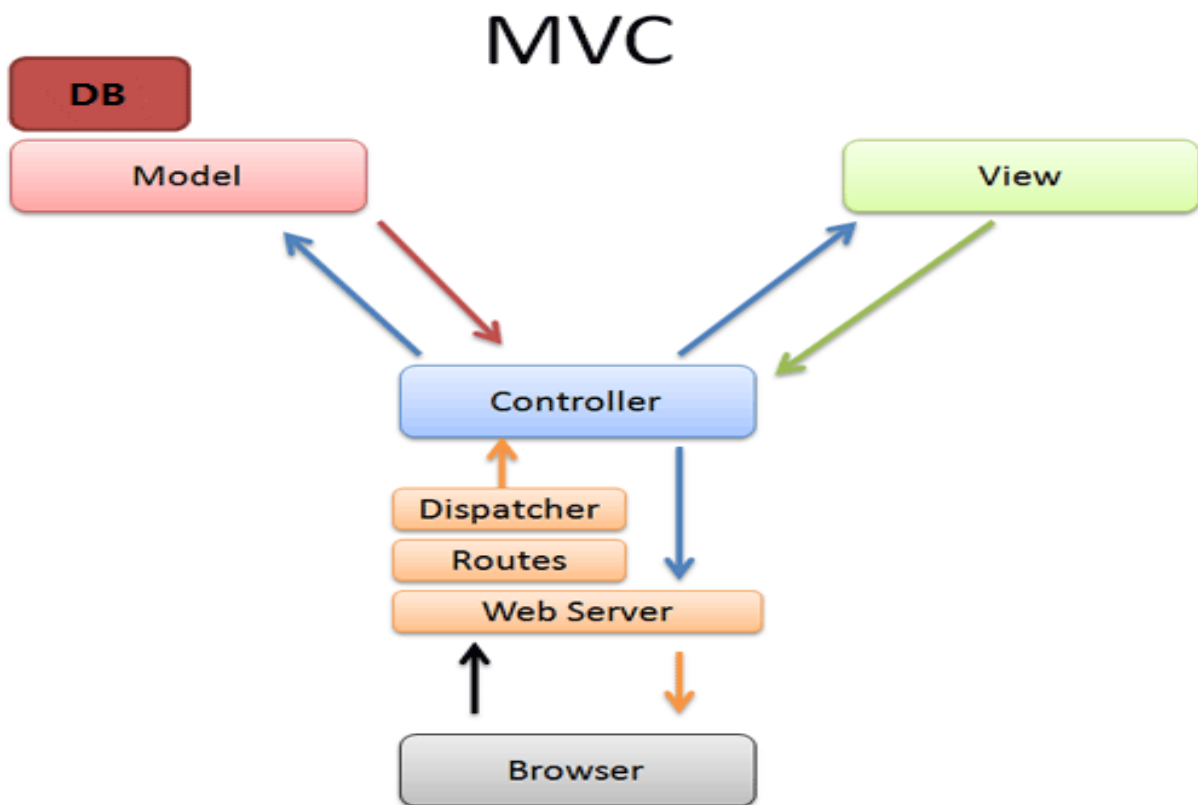 MVC
DB
Model
View
Controller
Dispatcher
Routes
Web Server
Browser